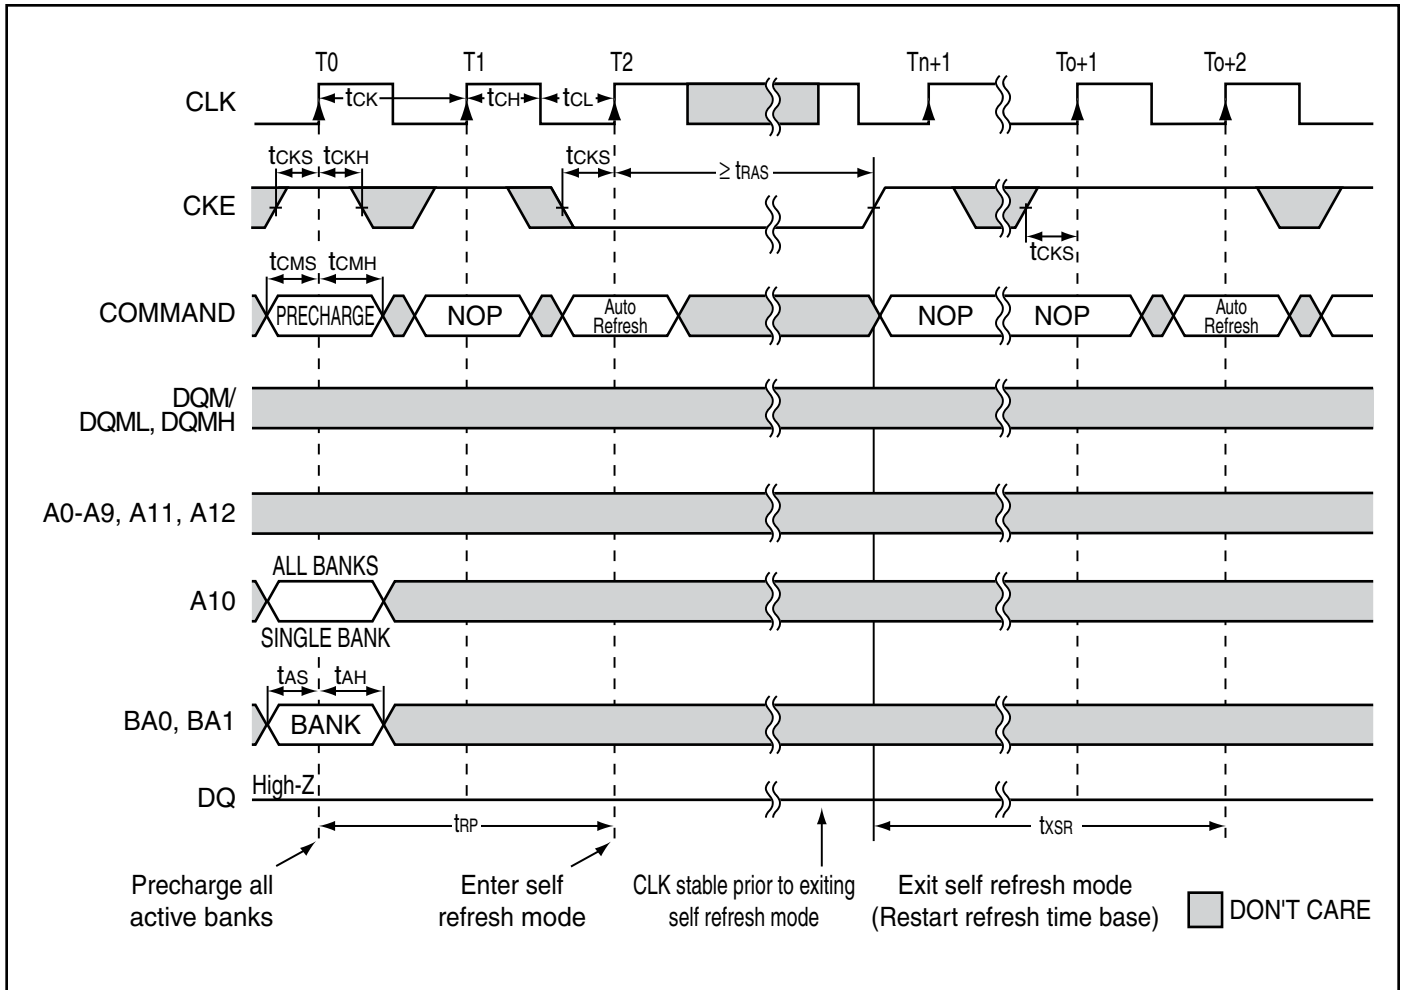 T0 T1 T2 Tn+1 To+1 To+2
CLK tCK tCH tCL
tCKS tCKH tCKS ≥ tRAS
CKE
tCKS
tCMS tCMH
COMMAND PRECHARGE NOP Auto Refresh NOP NOP Auto Refresh
DQM/
DQML, DQMH
A0-A9, A11, A12
ALL BANKS
A10
SINGLE BANK
tAS tAH
BA0, BA1 BANK
High-Z
DQ
tRP tXSR
Precharge all
active banks
Enter self
refresh mode
CLK stable prior to exiting
self refresh mode
Exit self refresh mode
(Restart refresh time base)
DON'T CARE